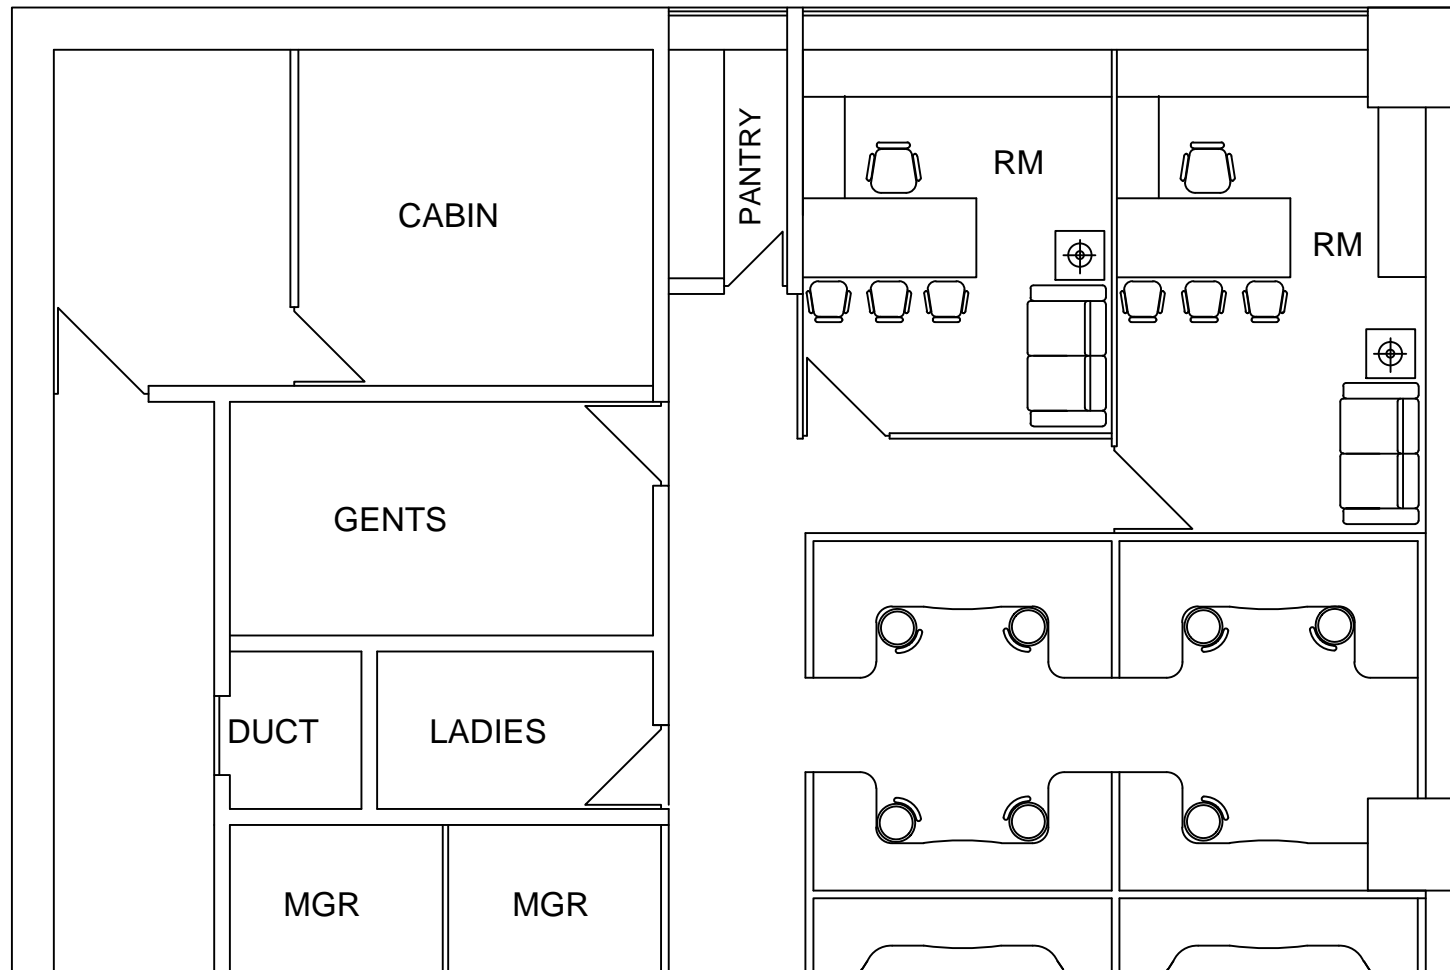 PANTRY
RM
CABIN
RM
GENTS
DUCT
LADIES
MGR
MGR